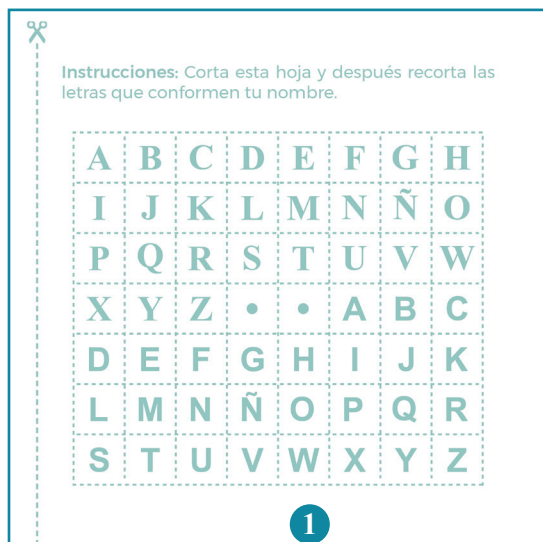 Instrucciones: Corta esta hoja y después recorta las
letras que conformen tu nombre.
A B C D E F G H
I J K L M N Ñ O
P Q R S T U V W
X Y Z • • A B C
D E F G H I J K
L M N Ñ O P Q R
S T U V W X Y Z
1